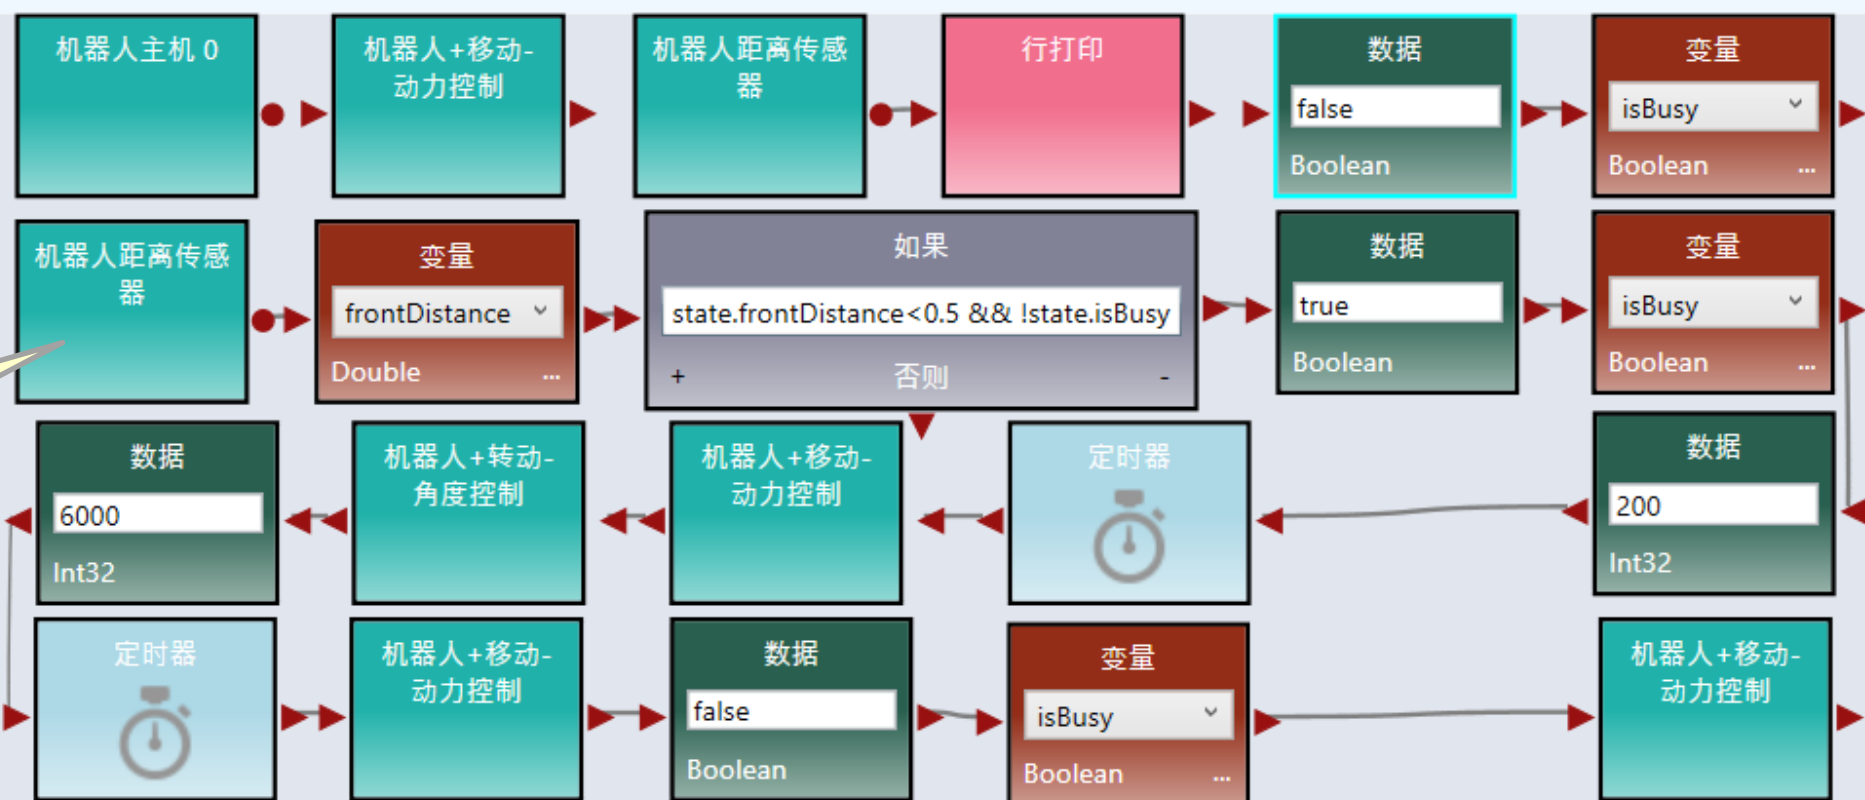 机器人主机 0
机器人+移动-
动力控制
机器人距离传感
器
行打印
数据
false
Boolean
变量
isBusy
Boolean ...
机器人距离传感
器
变量
frontDistance
Double ...
如果
state.frontDistance<0.5 && !state.isBusy
+ 否则 -
数据
true
Boolean
变量
isBusy
Boolean ...
数据
6000
Int32
机器人+转动-
角度控制
机器人+移动-
动力控制
定时器
数据
200
Int32
定时器
机器人+移动-
动力控制
数据
false
Boolean
变量
isBusy
Boolean ...
机器人+移动-
动力控制